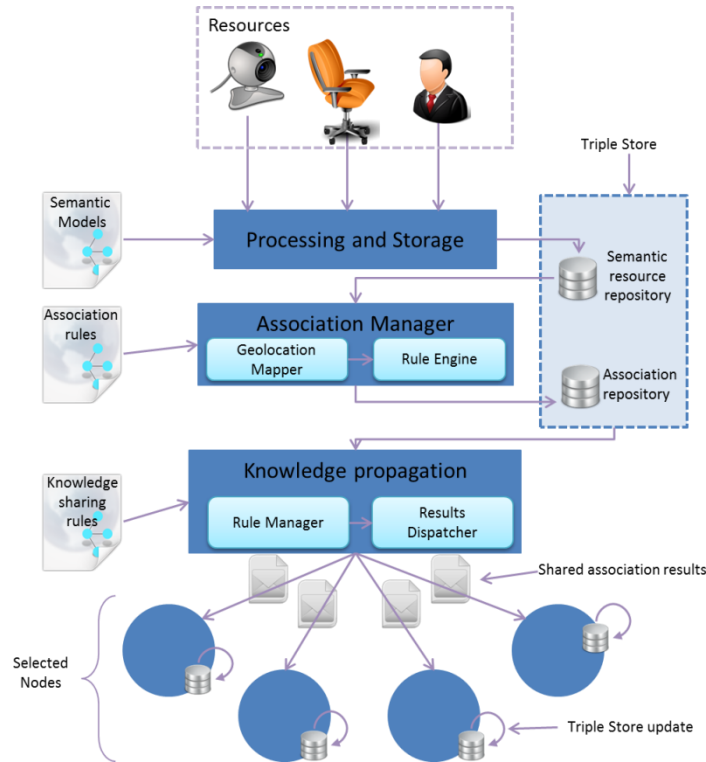 Resources
Triple Store
Semantic
Models
Processing and Storage
Semantic
resource
repository
Association
rules
Association Manager
Geolocation
Mapper
Rule Engine
Association
repository
Knowledge
sharing
rules
Knowledge propagation
Rule Manager
Results
Dispatcher
Shared association results
Selected
Nodes
Triple Store update